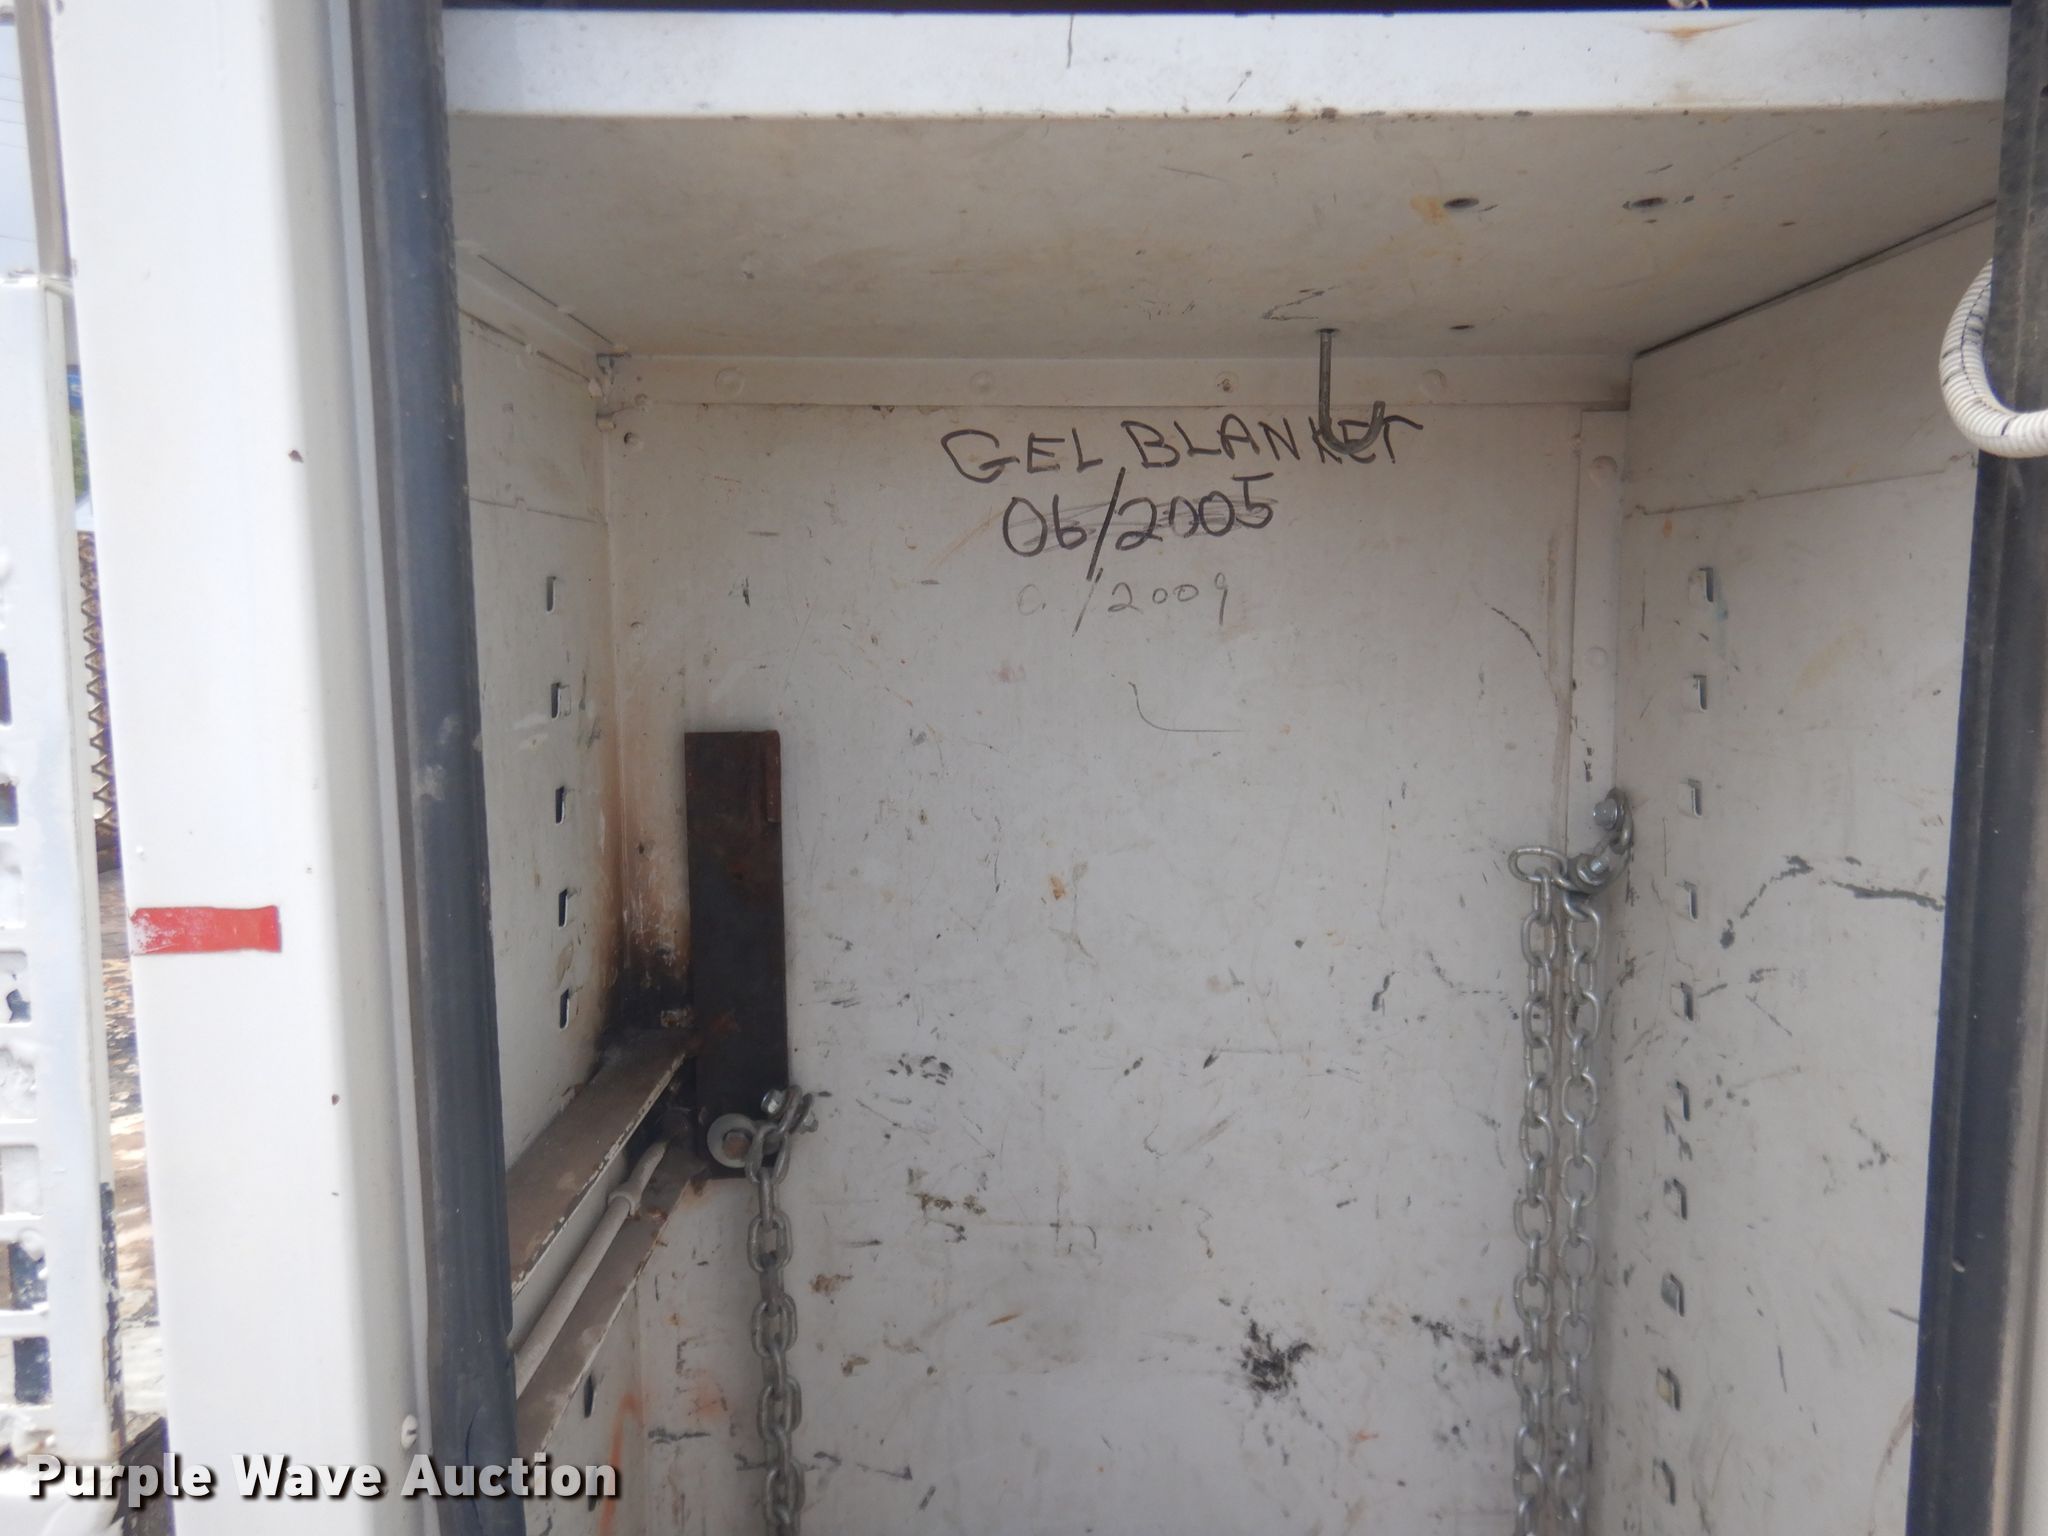 GEL BLANKET
06/2005
/2009
Purple Wave Auction